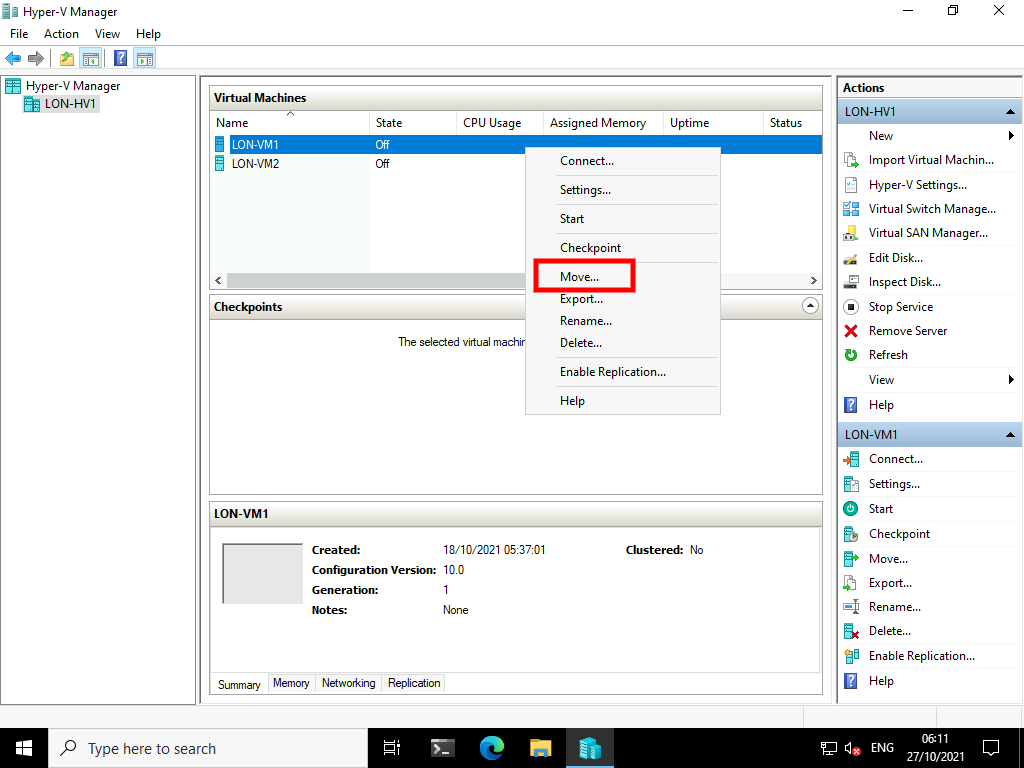 Hyper-V Manager
File Action View Help
Hyper-V Manager
LON-HV1
Virtual Machines
Name State CPU Usage Assigned Memory Uptime Status
LON-VM1 Off
LON-VM2 Off
Connect...
Settings...
Start
Checkpoint
Move...
Export...
Rename...
Delete...
Enable Replication...
Help
Checkpoints
The selected virtual machin
LON-VM1
Created: 18/10/2021 05:37:01 Clustered: No
Configuration Version: 10.0
Generation: 1
Notes: None
Summary Memory Networking Replication
Actions
LON-HV1
New
Import Virtual Machin...
Hyper-V Settings...
Virtual Switch Manage...
Virtual SAN Manager...
Edit Disk...
Inspect Disk...
Stop Service
Remove Server
Refresh
View
Help
LON-VM1
Connect...
Settings...
Start
Checkpoint
Move...
Export...
Rename...
Delete...
Enable Replication...
Help
Type here to search
ENG
06:11
27/10/2021